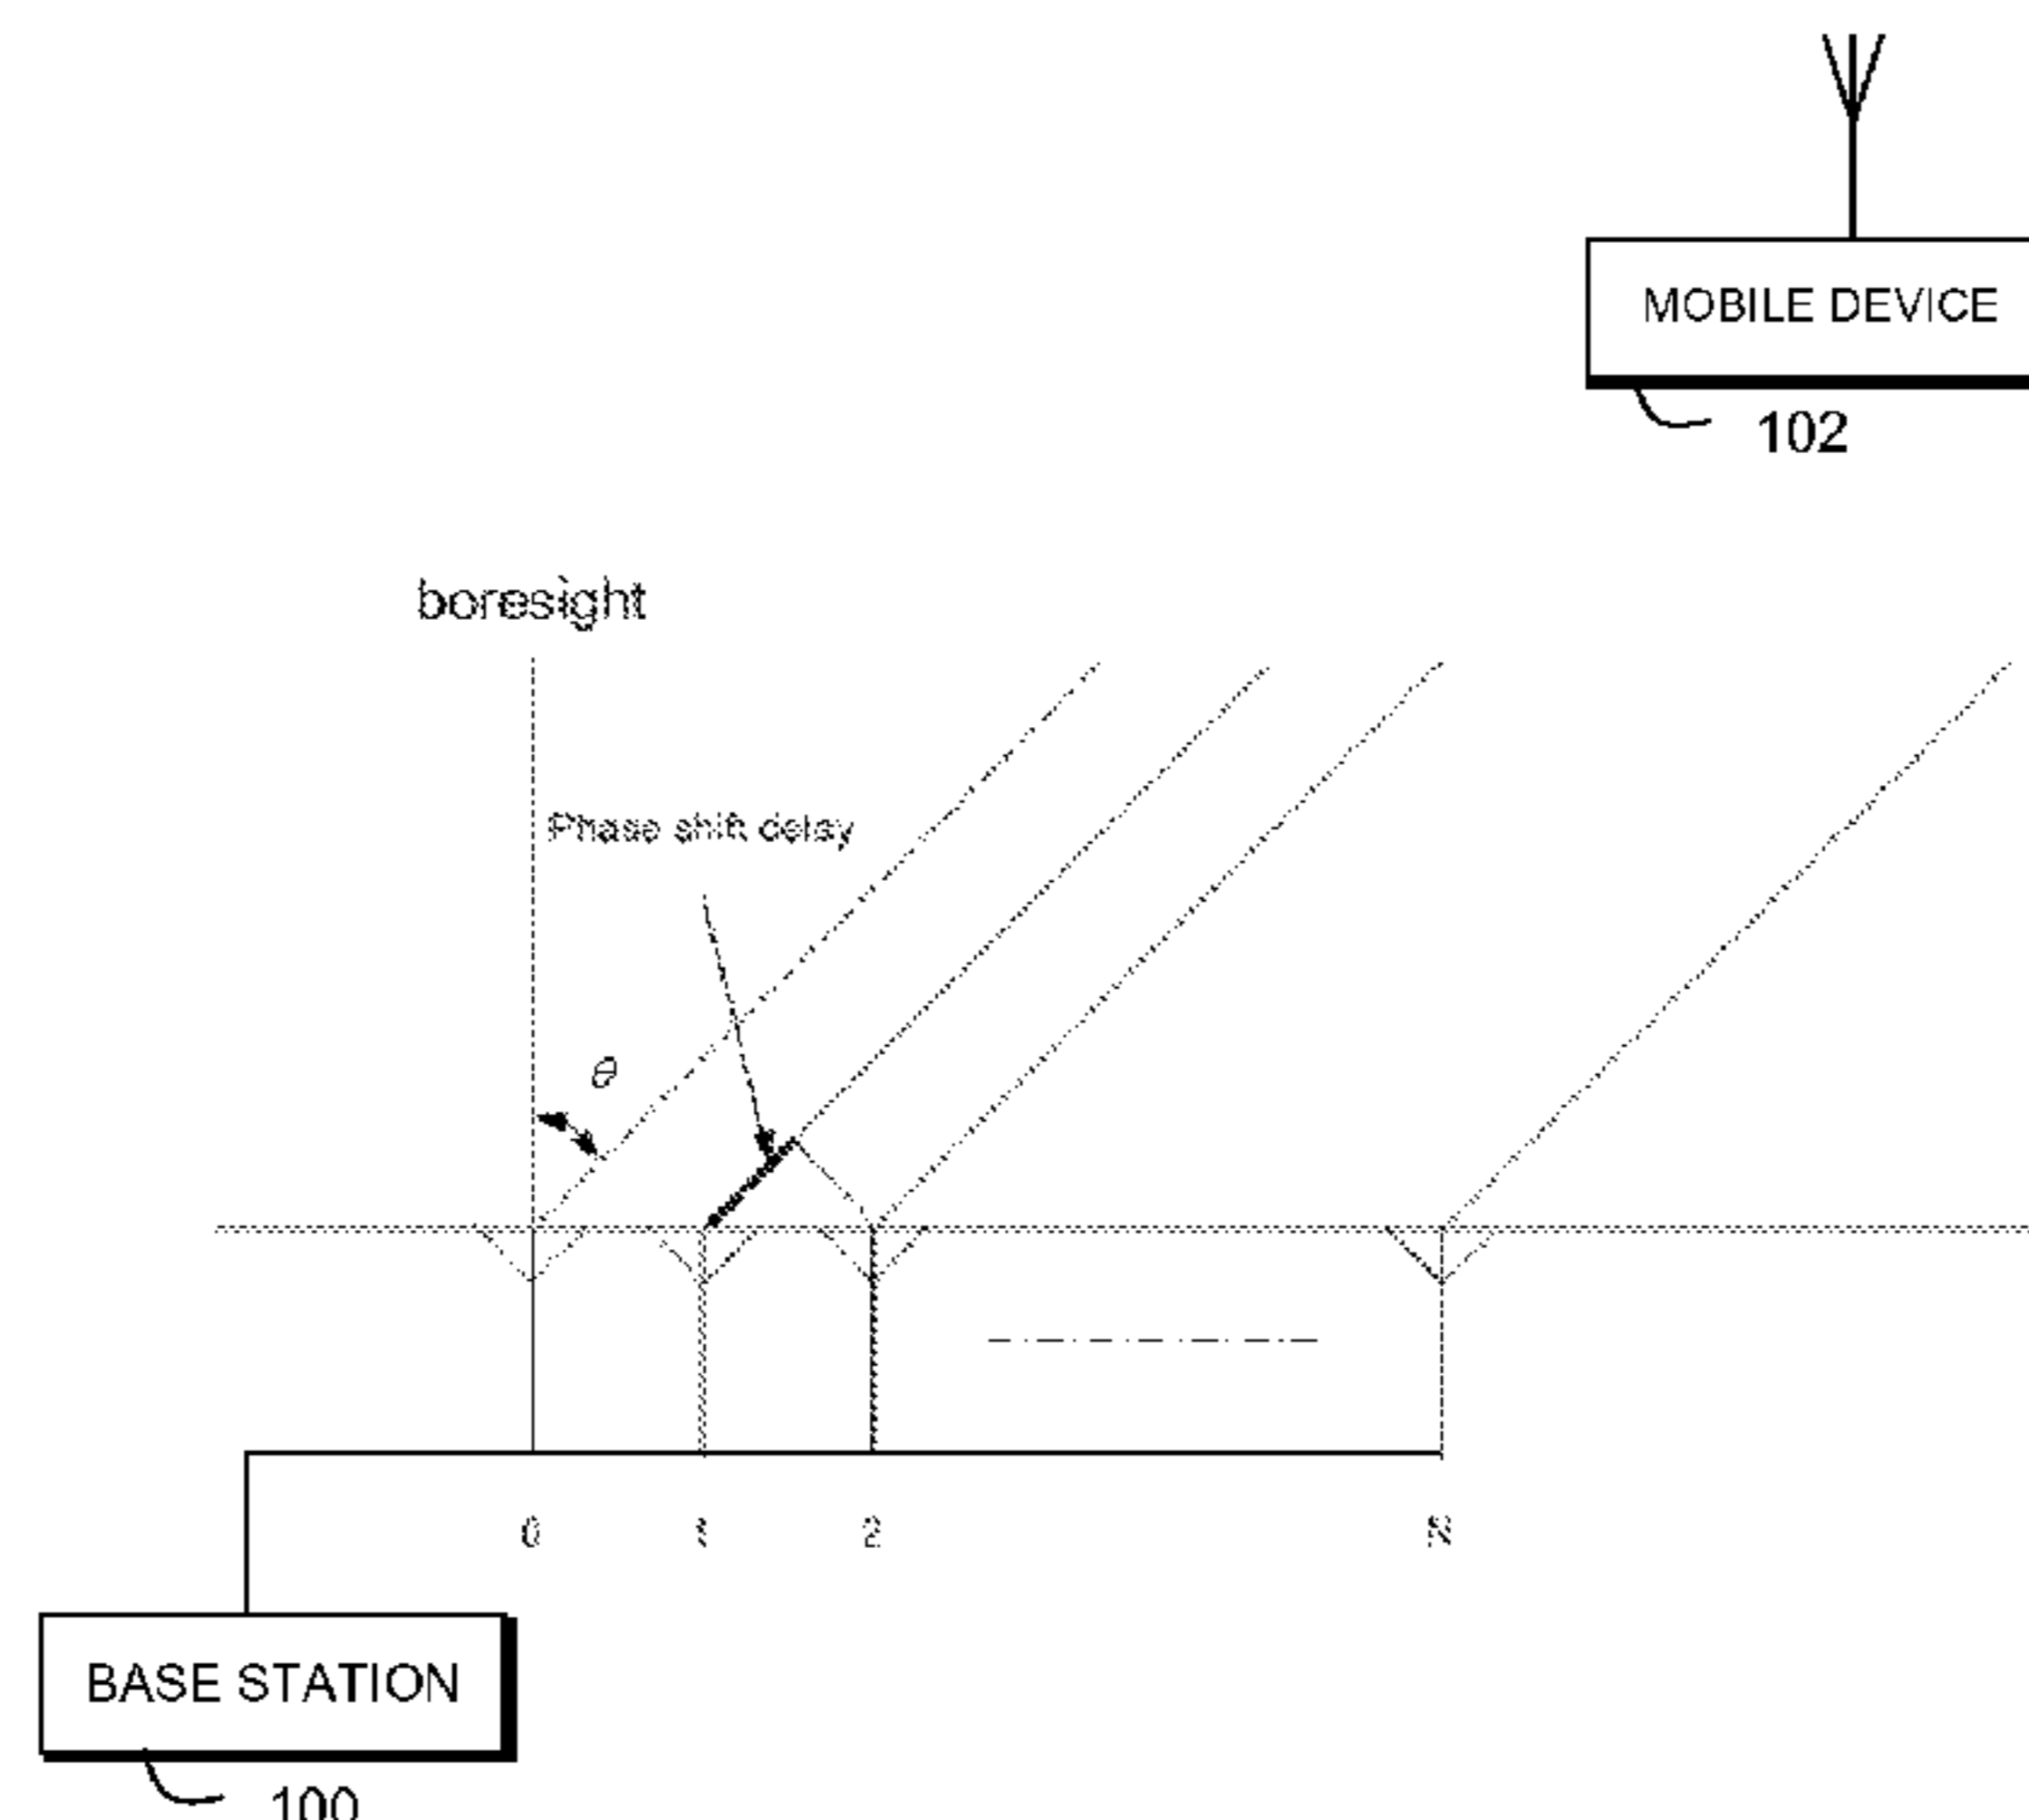 MOBILE DEVICE
102
boresight
Phase shift delay
θ
0 1 2 N
BASE STATION
100